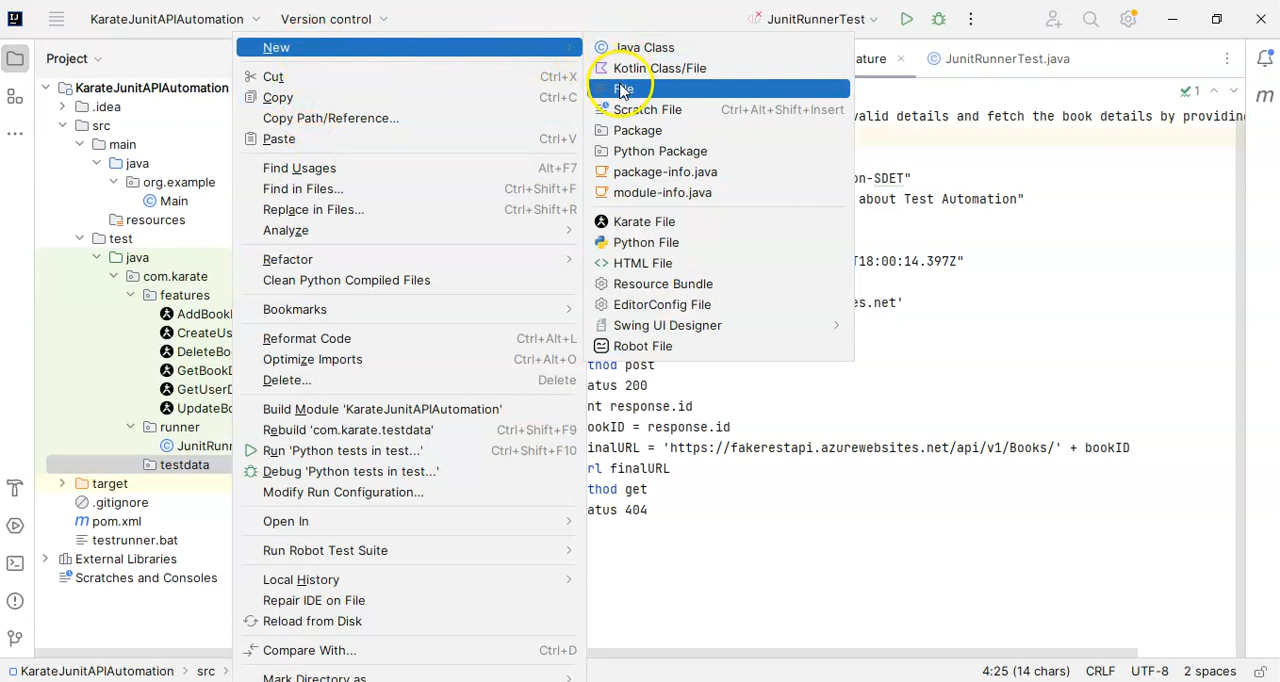 KarateJunitAPIAutomation
Version control
JunitRunnerTest
Project
New
Java Class
ature
JunitRunnerTest.java
KarateJunitAPIAutomation
Cut Ctrl+X
Kotlin Class/File
.idea
Copy Ctrl+C
File
1
src
Copy Path/Reference...
Scratch File Ctrl+Alt+Shift+Insert
valid details and fetch the book details by providin
main
Paste Ctrl+V
Package
java
Find Usages Alt+F7
Python Package
org.example
Find in Files... Ctrl+Shift+F
package-info.java
on-SDET"
Main
Replace in Files... Ctrl+Shift+R
module-info.java
about Test Automation"
resources
Analyze
Karate File
test
Refactor
Python File
java
Clean Python Compiled Files
HTML File
T18:00:14.397Z"
com.karate
Bookmarks
Resource Bundle
features
Reformat Code Ctrl+Alt+L
EditorConfig File
es.net'
AddBookI
Optimize Imports Ctrl+Alt+O
Swing UI Designer
CreateUs
Delete... Delete
Robot File
DeleteBo
Build Module 'KarateJunitAPIAutomation'
thod post
GetBookD
Rebuild 'com.karate.testdata' Ctrl+Shift+F9
atus 200
GetUserD
Run 'Python tests in test...' Ctrl+Shift+F10
nt response.id
UpdateBo
Debug 'Python tests in test...'
ookID = response.id
runner
Modify Run Configuration...
inalURL = 'https://fakerestapi.azurewebsites.net/api/v1/Books/' + bookID
JunitRunn
Open In
rl finalURL
testdata
Run Robot Test Suite
thod get
target
Local History
atus 404
.gitignore
Repair IDE on File
pom.xml
Reload from Disk
testrunner.bat
Compare With... Ctrl+D
External Libraries
Mark Directory as
Scratches and Consoles
KarateJunitAPIAutomation > src >
4:25 (14 chars) CRLF UTF-8 2 spaces